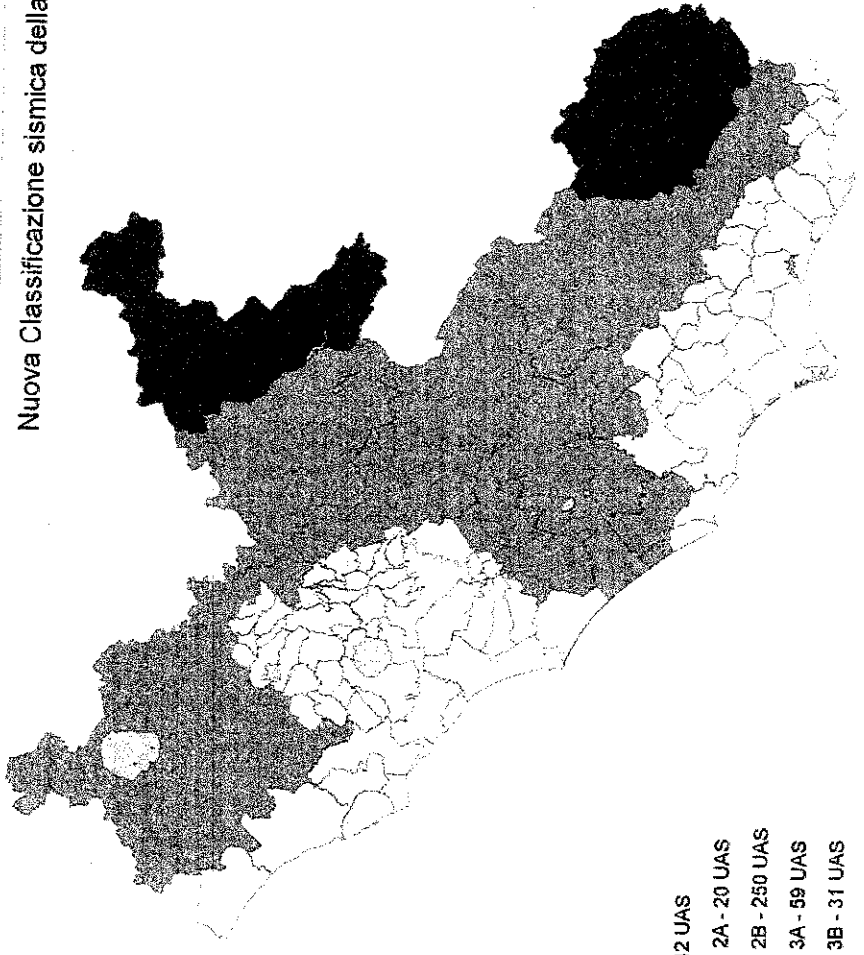 Nuova Classificazione sismica della
2 UAS
2A - 20 UAS
2B - 250 UAS
3A - 59 UAS
3B - 31 UAS